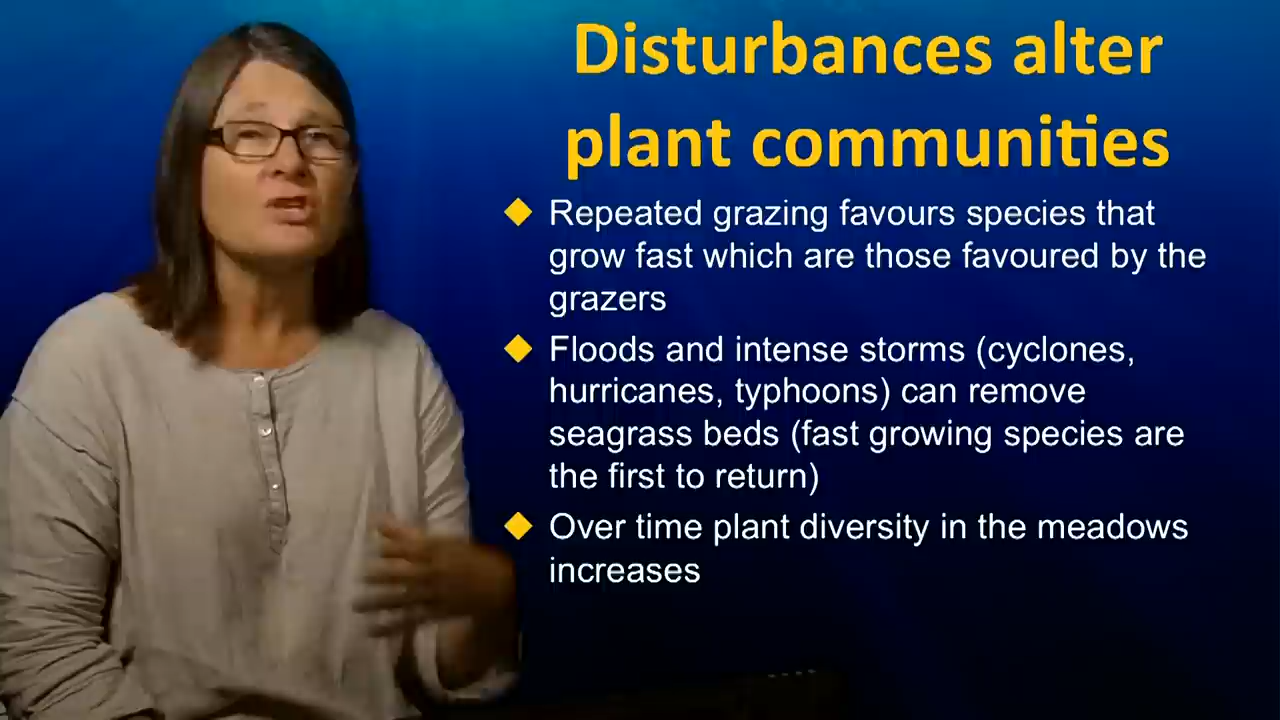 Disturbances alter
plant communities
Repeated grazing favours species that
grow fast which are those favoured by the
grazers
Floods and intense storms (cyclones,
hurricanes, typhoons) can remove
seagrass beds (fast growing species are
the first to return)
Over time plant diversity in the meadows
increases